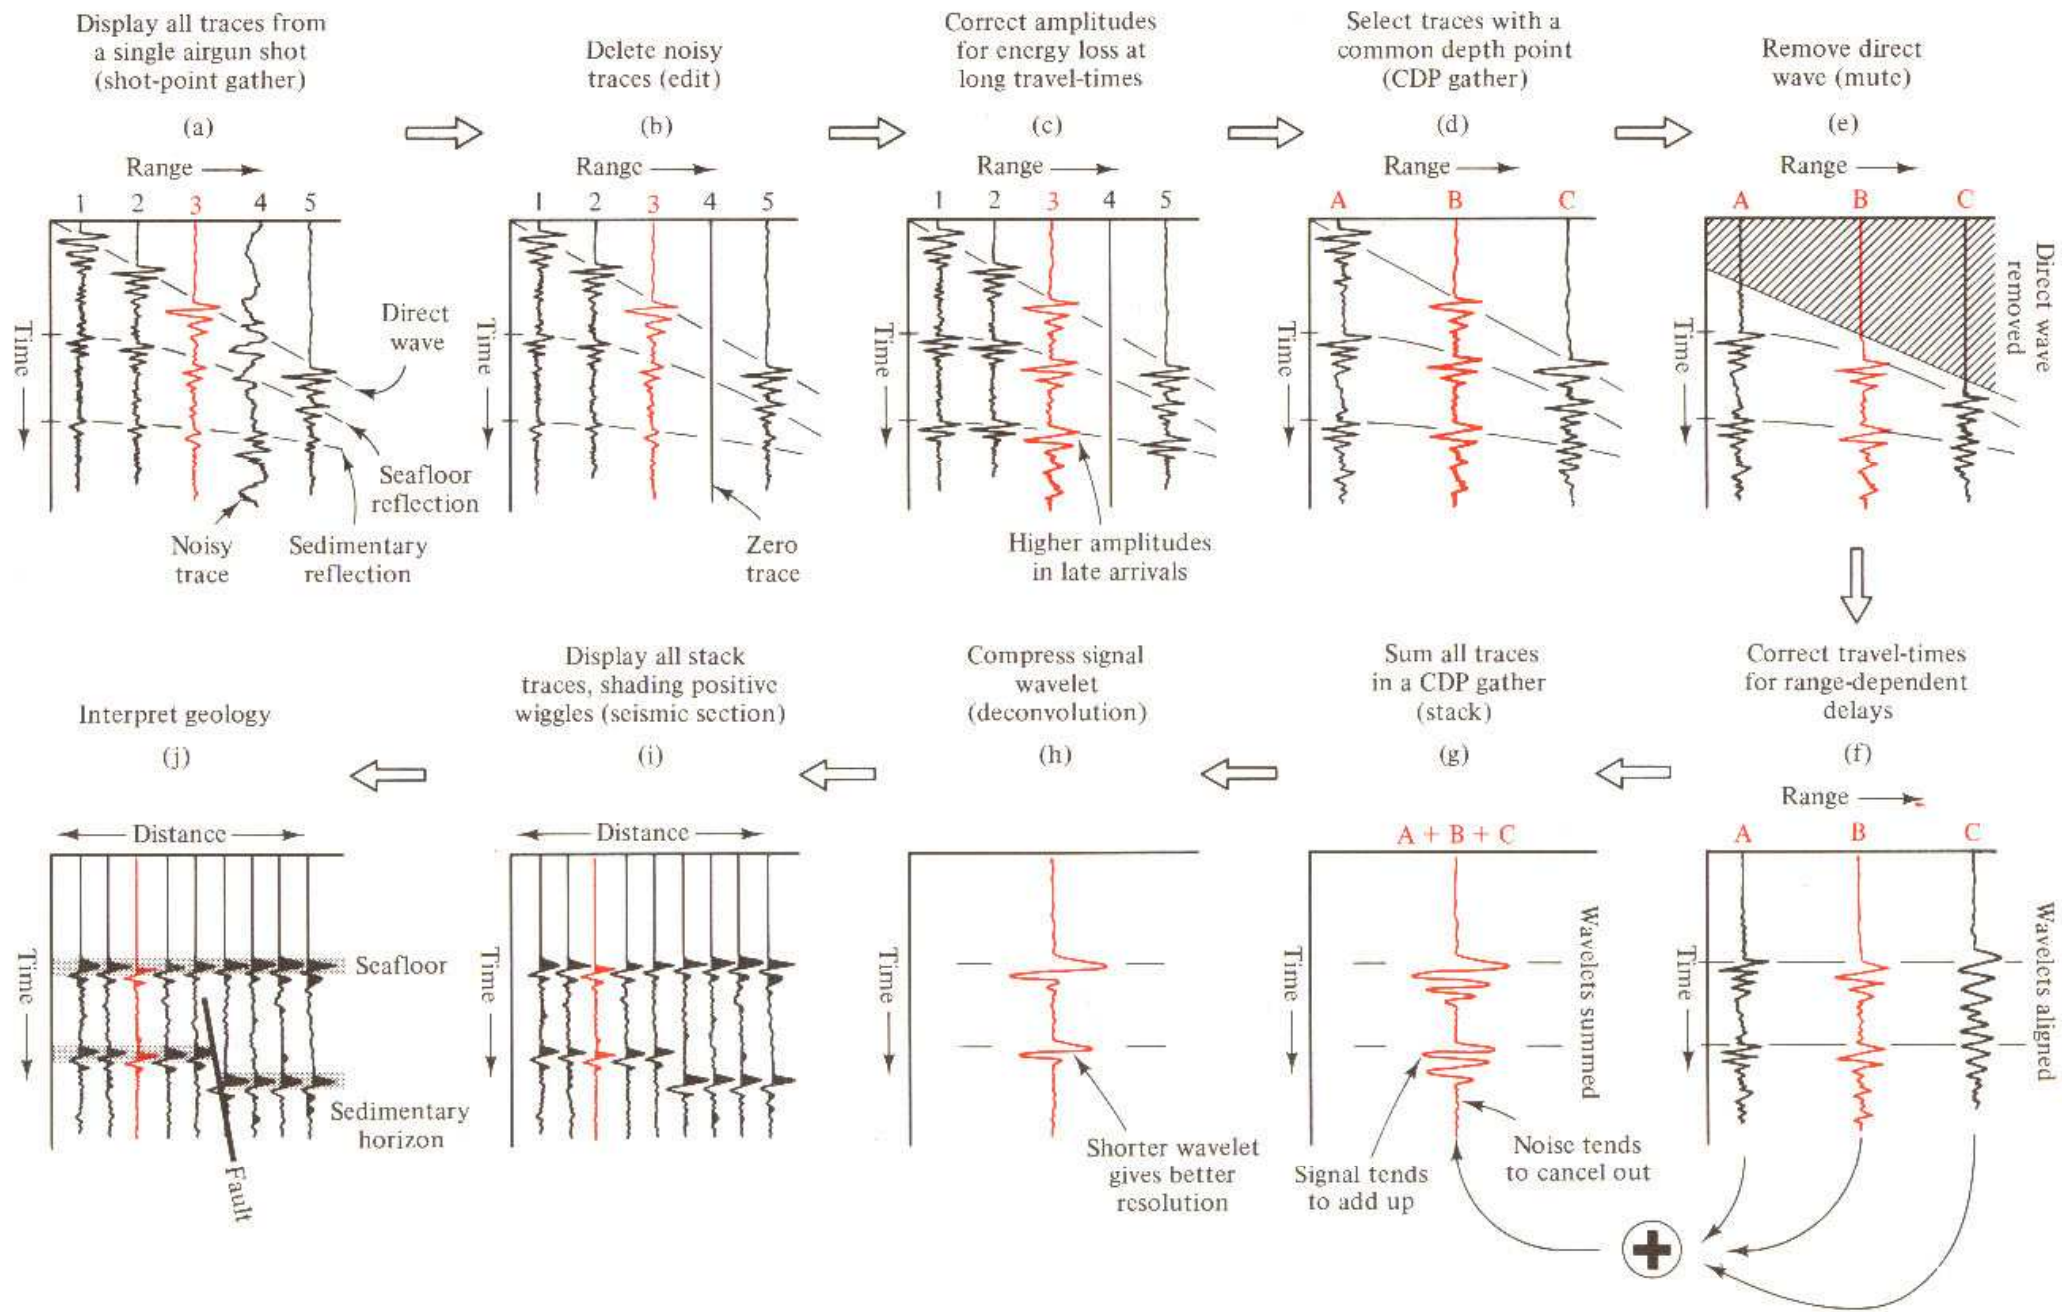 Display all traces from
a single airgun shot
(shot-point gather)
(a)
Range
1 2 3 4 5
Time
Direct
wave
Seafloor
reflection
Noisy
trace
Sedimentary
reflection
Delete noisy
traces (edit)
(b)
Range
1 2 3 4 5
Time
Zero
trace
Correct amplitudes
for energy loss at
long travel-times
(c)
Range
1 2 3 4 5
Time
Higher amplitudes
in late arrivals
Select traces with a
common depth point
(CDP gather)
(d)
Range
A B C
Time
Remove direct
wave (mute)
(e)
Range
A B C
Time
Direct wave
removed
Correct travel-times
for range-dependent
delays
(f)
Range
A B C
Time
Wavelets aligned
Sum all traces
in a CDP gather
(stack)
(g)
A + B + C
Time
Wavelets summed
Signal tends
to add up
Noise tends
to cancel out
+
Compress signal
wavelet
(deconvolution)
(h)
Time
Shorter wavelet
gives better
resolution
Display all stack
traces, shading positive
wiggles (seismic section)
(i)
Distance
Time
Interpret geology
(j)
Distance
Time
Seafloor
Sedimentary
horizon
Fault